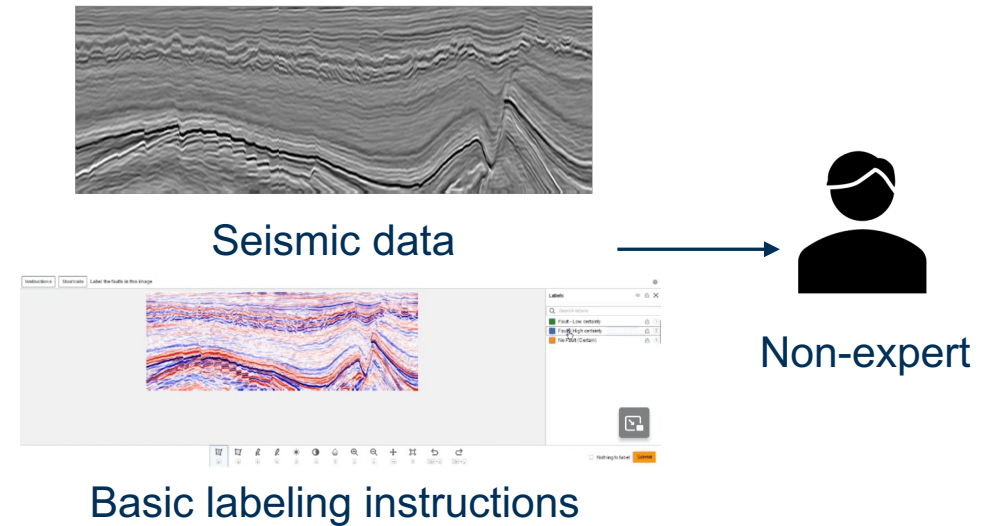 Seismic data
Instructions Shortcuts Label the faults in this image
Labels
Fault - Low certainty
Fault - High certainty
No Fault (Certain)
Nothing to label Submit
Non-expert
Basic labeling instructions